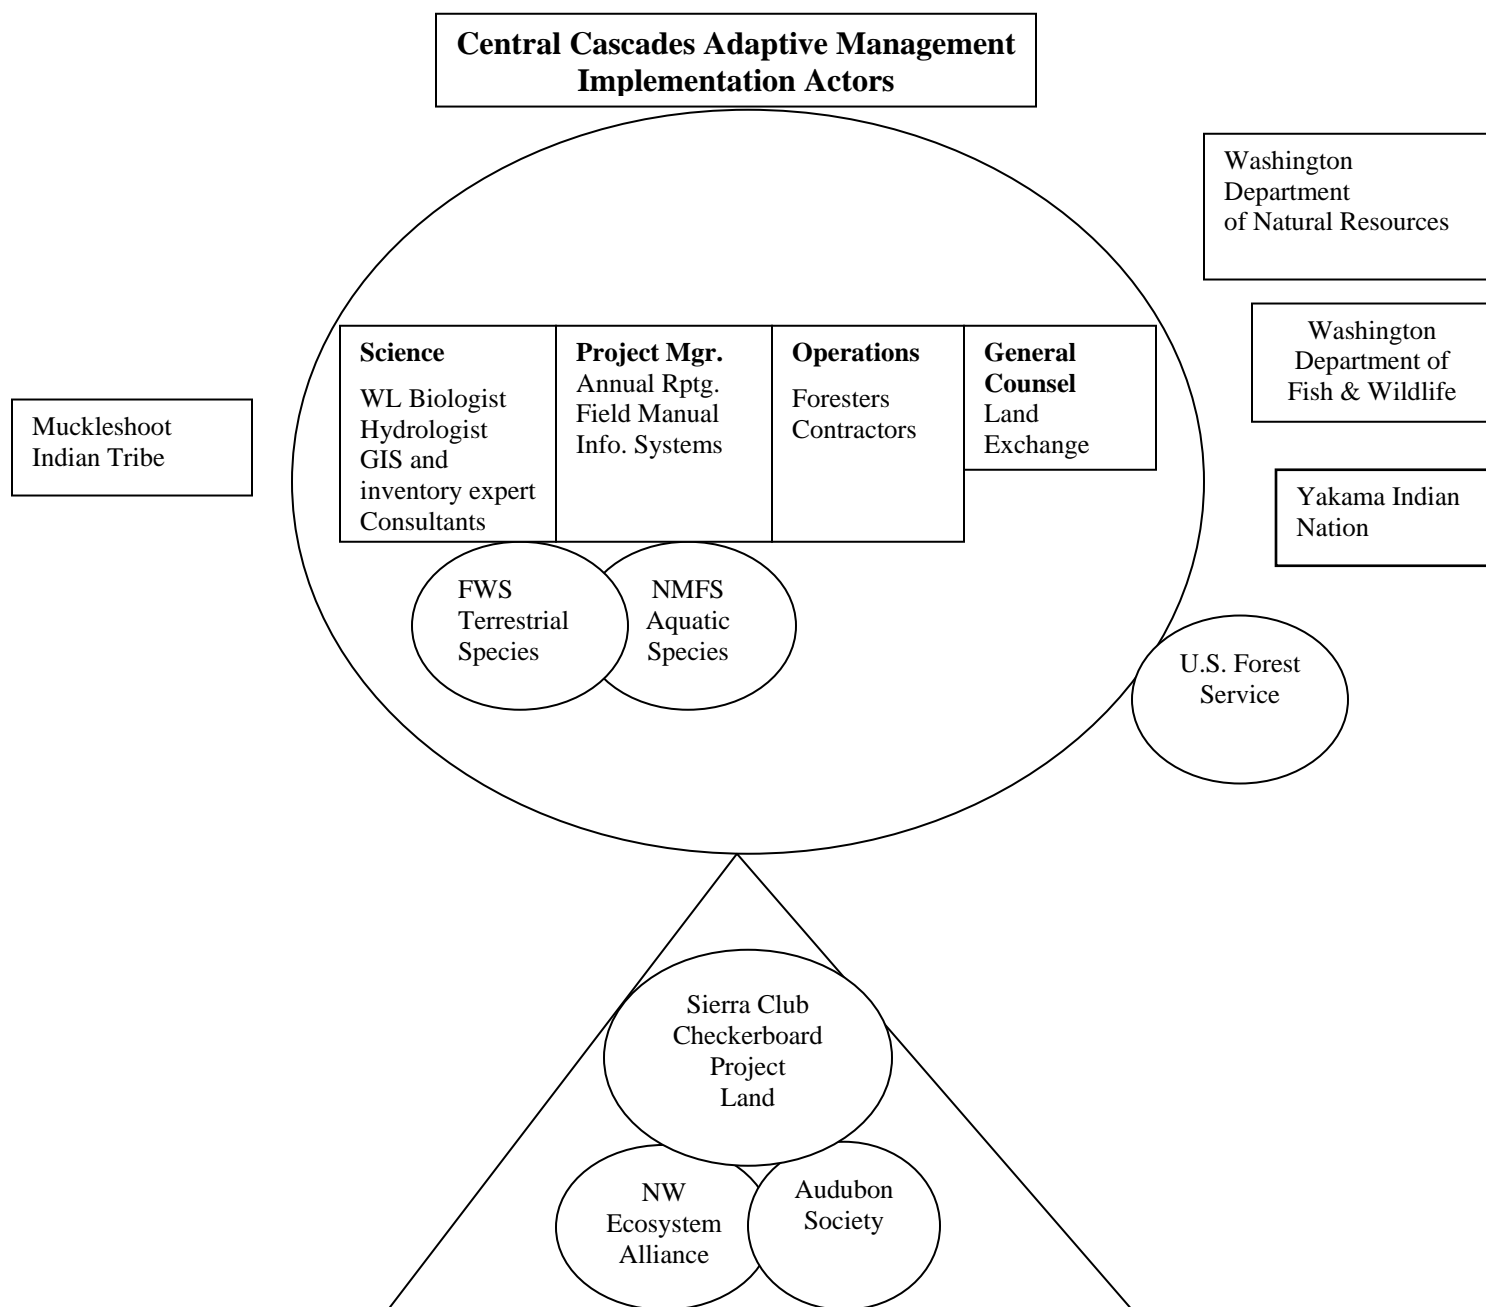 Central Cascades Adaptive Management
Implementation Actors
Washington
Department
of Natural Resources
Washington
Department of
Fish & Wildlife
Yakama Indian
Nation
Muckleshoot
Indian Tribe
Science
WL Biologist
Hydrologist
GIS and
inventory expert
Consultants
Project Mgr.
Annual Rptg.
Field Manual
Info. Systems
Operations
Foresters
Contractors
General
Counsel
Land
Exchange
FWS
Terrestrial
Species
NMFS
Aquatic
Species
U.S. Forest
Service
Sierra Club
Checkerboard
Project
Land
NW
Ecosystem
Alliance
Audubon
Society